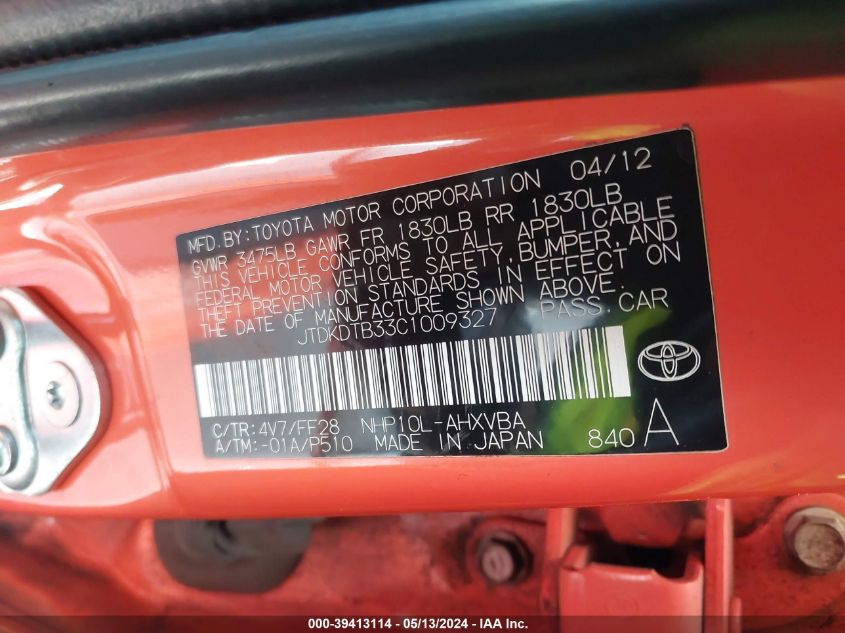 MFD.BY:TOYOTA MOTOR CORPORATION 04/12
GVWR 3475LB GAWR FR 1830LB RR 1830LB
THIS VEHICLE CONFORMS TO ALL APPLICABLE
FEDERAL MOTOR VEHICLE SAFETY,BUMPER,AND
THEFT PREVENTION STANDARDS IN EFFECT ON
THE DATE OF MANUFACTURE SHOWN ABOVE.
JTDKDTB33C1009327 PASS.CAR
C/TR:4V7/FF28 NHP10L-AHXVBA
A/TM:-01A/P510 MADE IN JAPAN 840 A
000-39413114 - 05/13/2024 - IAA Inc.